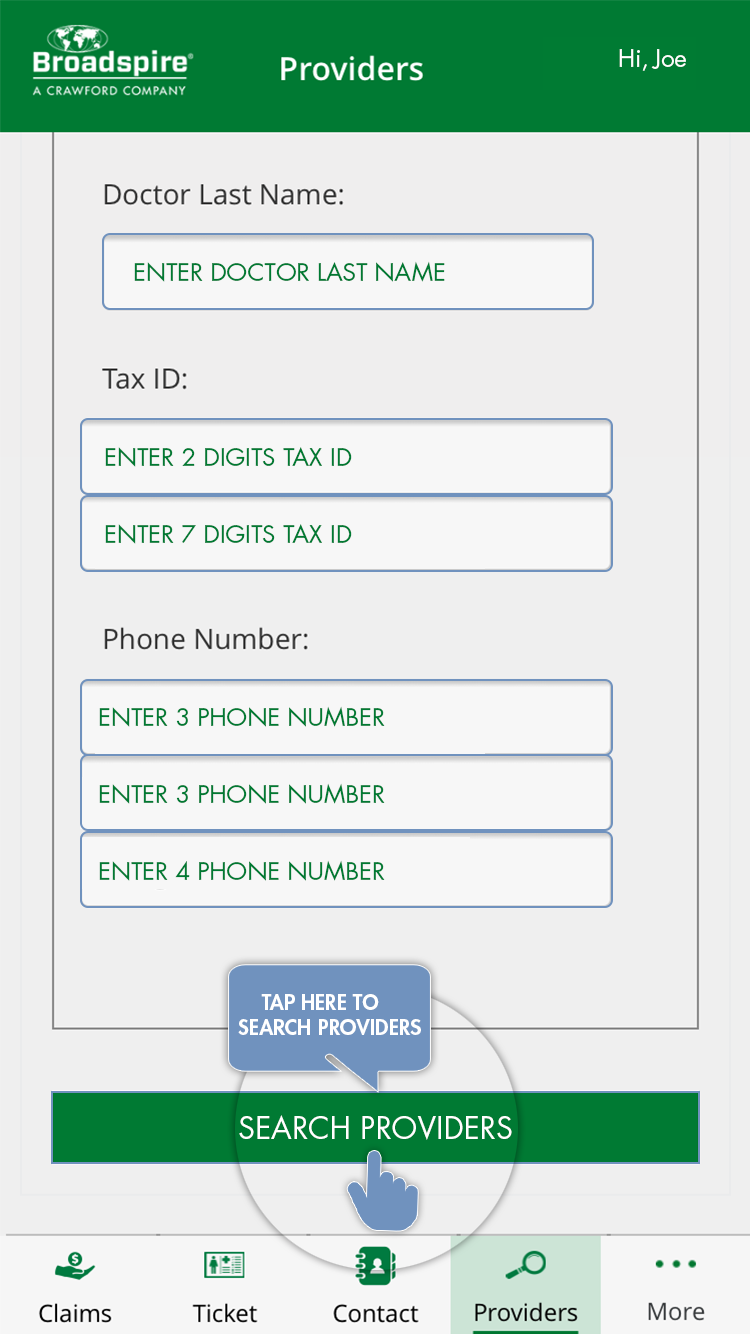 Broadspire®
A CRAWFORD COMPANY
Providers
Hi, Joe
Doctor Last Name:
ENTER DOCTOR LAST NAME
Tax ID:
ENTER 2 DIGITS TAX ID
ENTER 7 DIGITS TAX ID
Phone Number:
ENTER 3 PHONE NUMBER
ENTER 3 PHONE NUMBER
ENTER 4 PHONE NUMBER
TAP HERE TO
SEARCH PROVIDERS
SEARCH PROVIDERS
Claims
Ticket
Contact
Providers
More